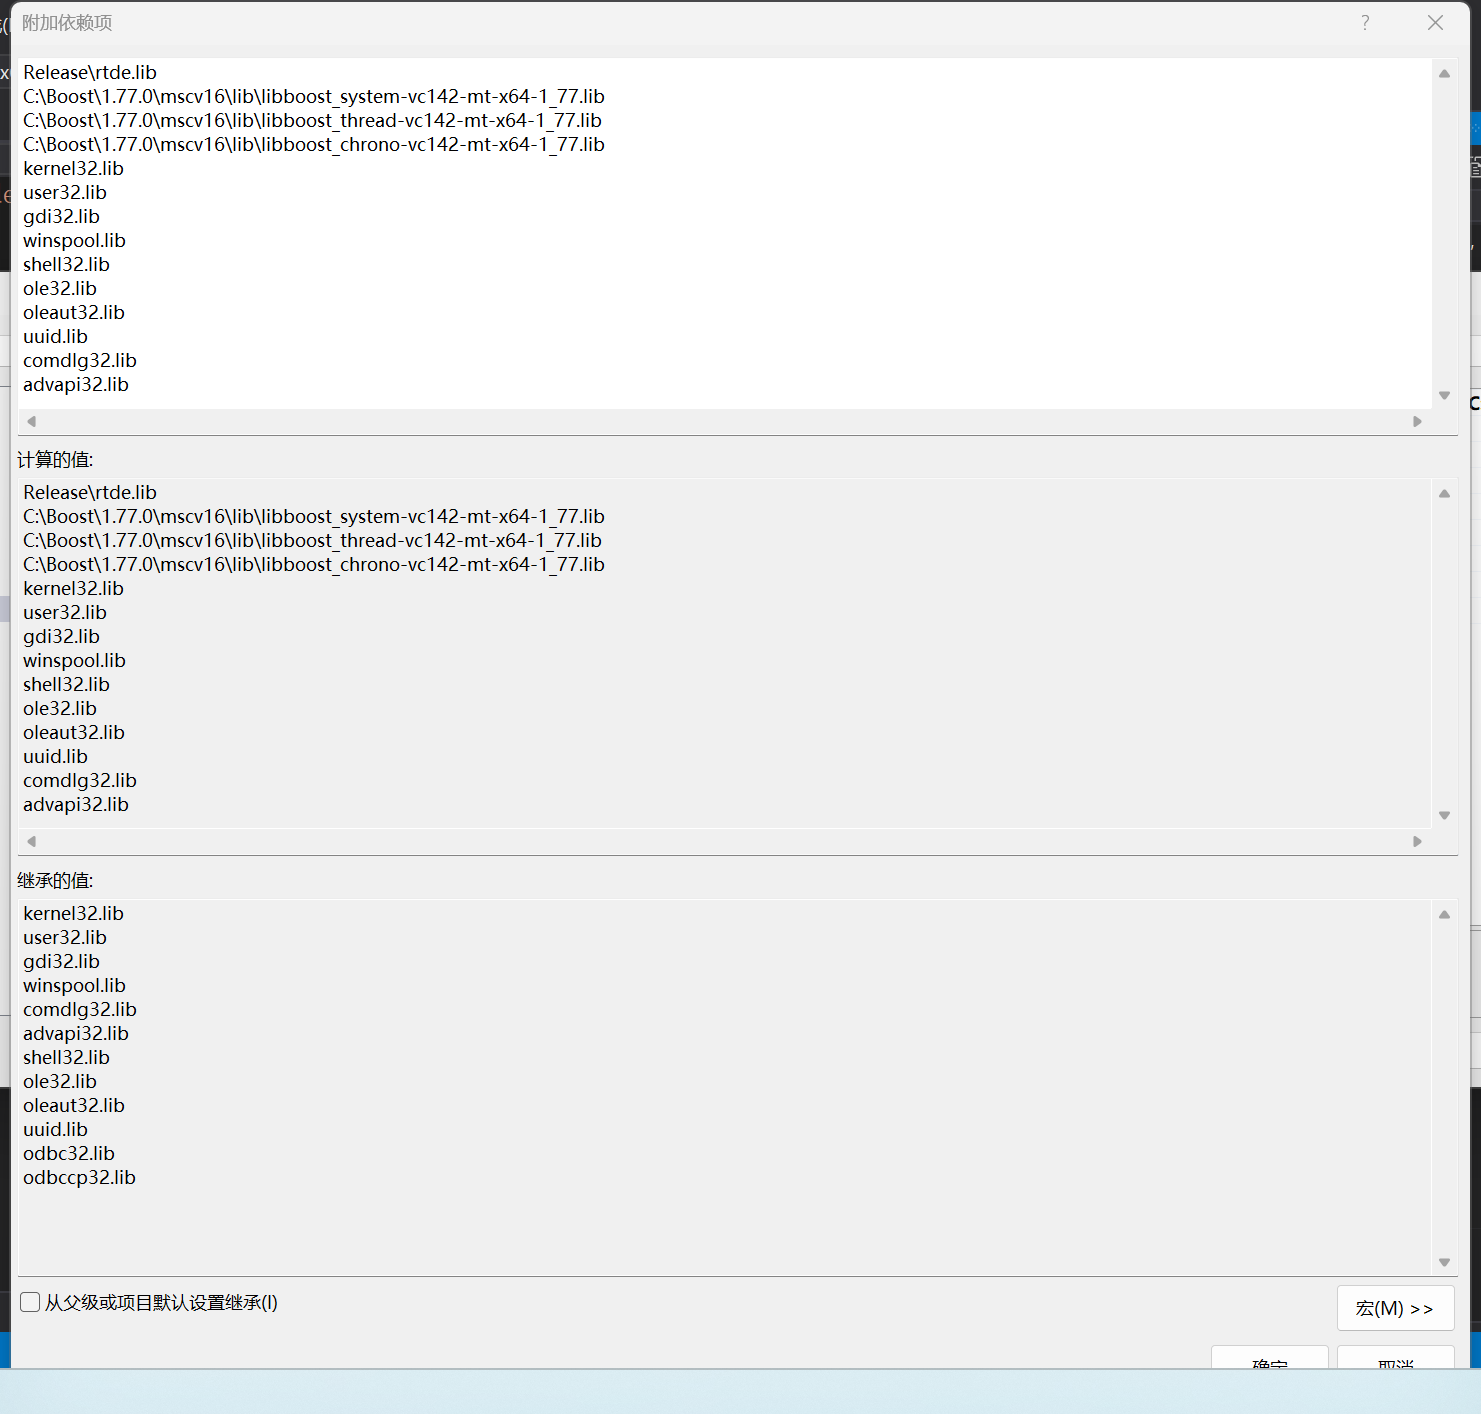 附加依赖项
Release\rtde.lib
C:\Boost\1.77.0\mscv16\lib\libboost_system-vc142-mt-x64-1_77.lib
C:\Boost\1.77.0\mscv16\lib\libboost_thread-vc142-mt-x64-1_77.lib
C:\Boost\1.77.0\mscv16\lib\libboost_chrono-vc142-mt-x64-1_77.lib
kernel32.lib
user32.lib
gdi32.lib
winspool.lib
shell32.lib
ole32.lib
oleaut32.lib
uuid.lib
comdlg32.lib
advapi32.lib
计算的值:
Release\rtde.lib
C:\Boost\1.77.0\mscv16\lib\libboost_system-vc142-mt-x64-1_77.lib
C:\Boost\1.77.0\mscv16\lib\libboost_thread-vc142-mt-x64-1_77.lib
C:\Boost\1.77.0\mscv16\lib\libboost_chrono-vc142-mt-x64-1_77.lib
kernel32.lib
user32.lib
gdi32.lib
winspool.lib
shell32.lib
ole32.lib
oleaut32.lib
uuid.lib
comdlg32.lib
advapi32.lib
继承的值:
kernel32.lib
user32.lib
gdi32.lib
winspool.lib
comdlg32.lib
advapi32.lib
shell32.lib
ole32.lib
oleaut32.lib
uuid.lib
odbc32.lib
odbccp32.lib
从父级或项目默认设置继承(I)
宏(M) >>
确定
取消